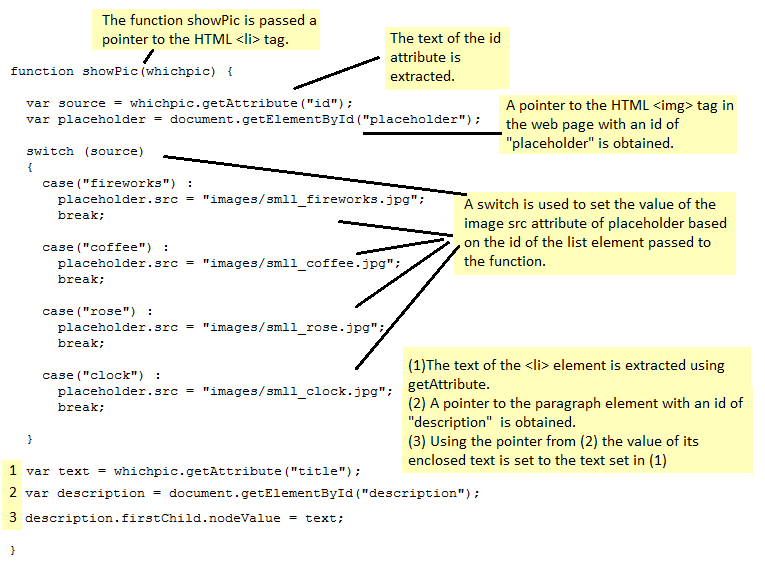 The function showPic is passed a
pointer to the HTML <li> tag.
The text of the id
attribute is
extracted.
function showPic(whichpic) {
var source = whichpic.getAttribute("id");
var placeholder = document.getElementById("placeholder");
A pointer to the HTML <img> tag in
the web page with an id of
"placeholder" is obtained.
switch (source)
{
case("fireworks") :
placeholder.src = "images/smll_fireworks.jpg";
break;
A switch is used to set the value of the
image src attribute of placeholder based
on the id of the list element passed to
the function.
case("coffee") :
placeholder.src = "images/smll_coffee.jpg";
break;
case("rose") :
placeholder.src = "images/smll_rose.jpg";
break;
case("clock") :
placeholder.src = "images/smll_clock.jpg";
break;
}
(1)The text of the <li> element is extracted using
getAttribute.
(2) A pointer to the paragraph element with an id of
"description"  is obtained.
(3) Using the pointer from (2) the value of its
enclosed text is set to the text set in (1)
1 var text = whichpic.getAttribute("title");
2 var description = document.getElementById("description");
3 description.firstChild.nodeValue = text;
}